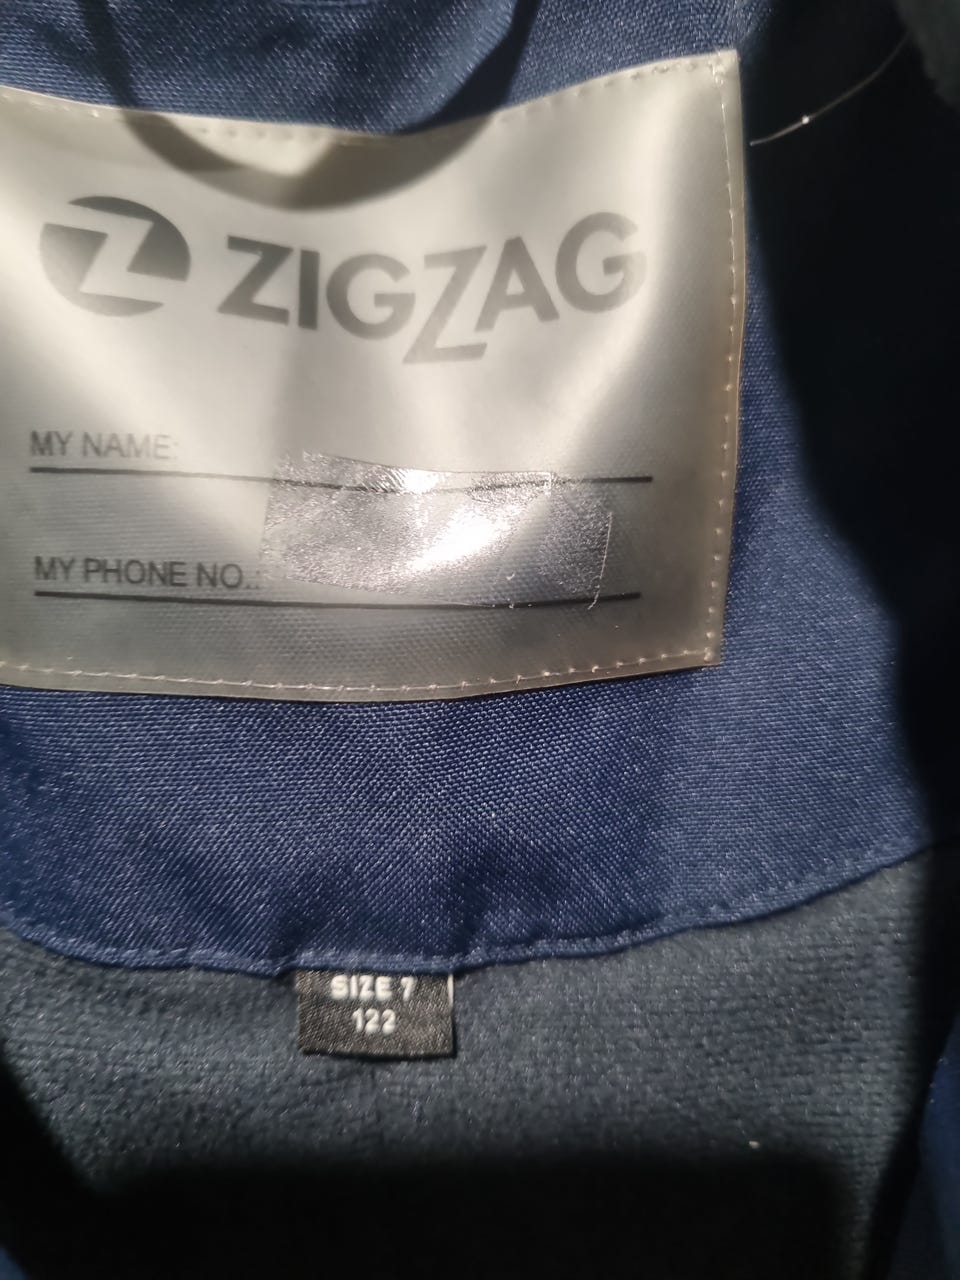 Z ZIGZAG
MY NAME:
MY PHONE NO.:
SIZE 7
122